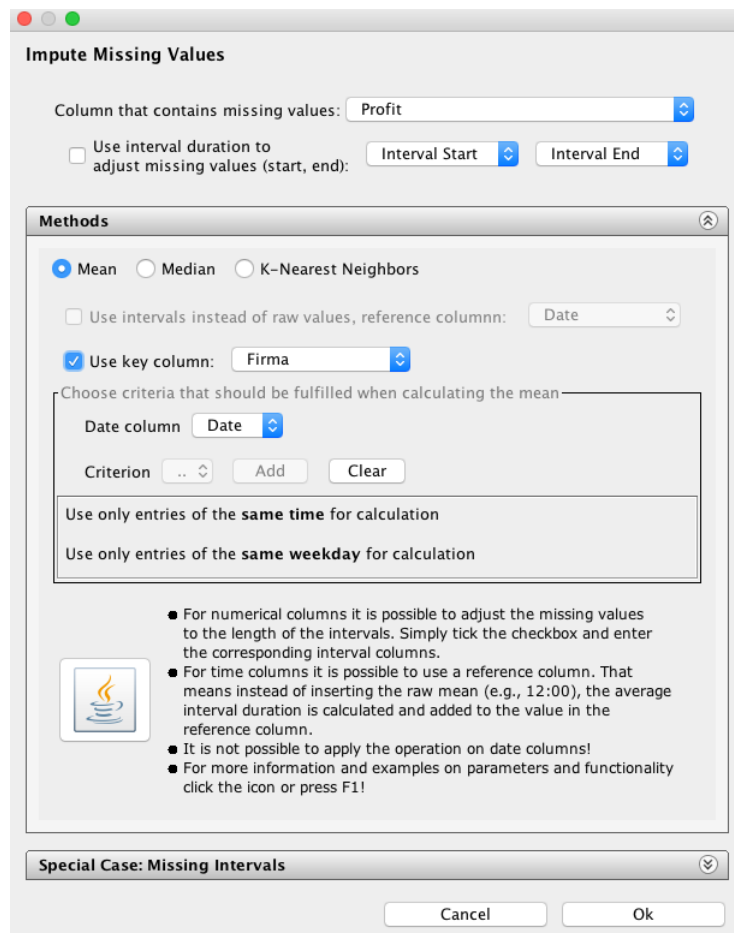 Impute Missing Values
Column that contains missing values: Profit
Use interval duration to
adjust missing values (start, end): Interval Start Interval End
Methods
Mean Median K-Nearest Neighbors
Use intervals instead of raw values, reference columnn: Date
Use key column: Firma
Choose criteria that should be fulfilled when calculating the mean
Date column Date
Criterion .. Add Clear
Use only entries of the same time for calculation
Use only entries of the same weekday for calculation
● For numerical columns it is possible to adjust the missing values
to the length of the intervals. Simply tick the checkbox and enter
the corresponding interval columns.
● For time columns it is possible to use a reference column. That
means instead of inserting the raw mean (e.g., 12:00), the average
interval duration is calculated and added to the value in the
reference column.
● It is not possible to apply the operation on date columns!
● For more information and examples on parameters and functionality
click the icon or press F1!
Special Case: Missing Intervals
Cancel Ok